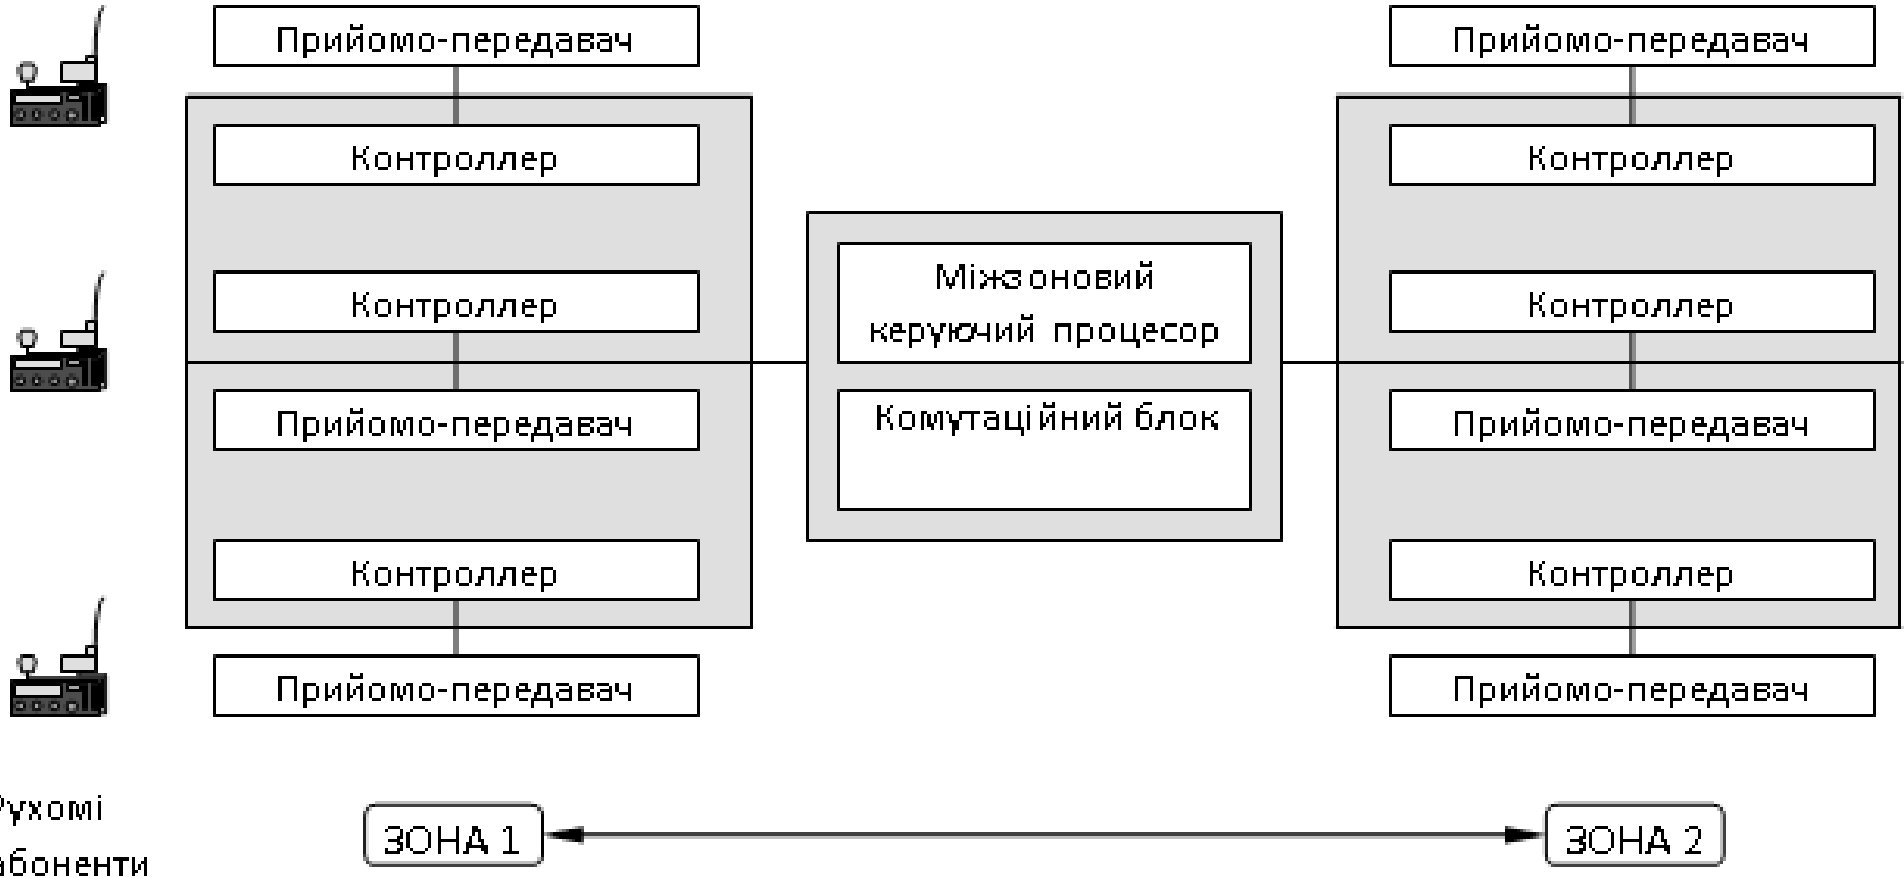 Прийомо-передавач
Контроллер
Контроллер
Прийомо-передавач
Контроллер
Прийомо-передавач
Міжзоновий
керуючий процесор
Комутаційний блок
Прийомо-передавач
Контроллер
Контроллер
Прийомо-передавач
Контроллер
Прийомо-передавач
Рухомі
абоненти
ЗОНА 1
ЗОНА 2